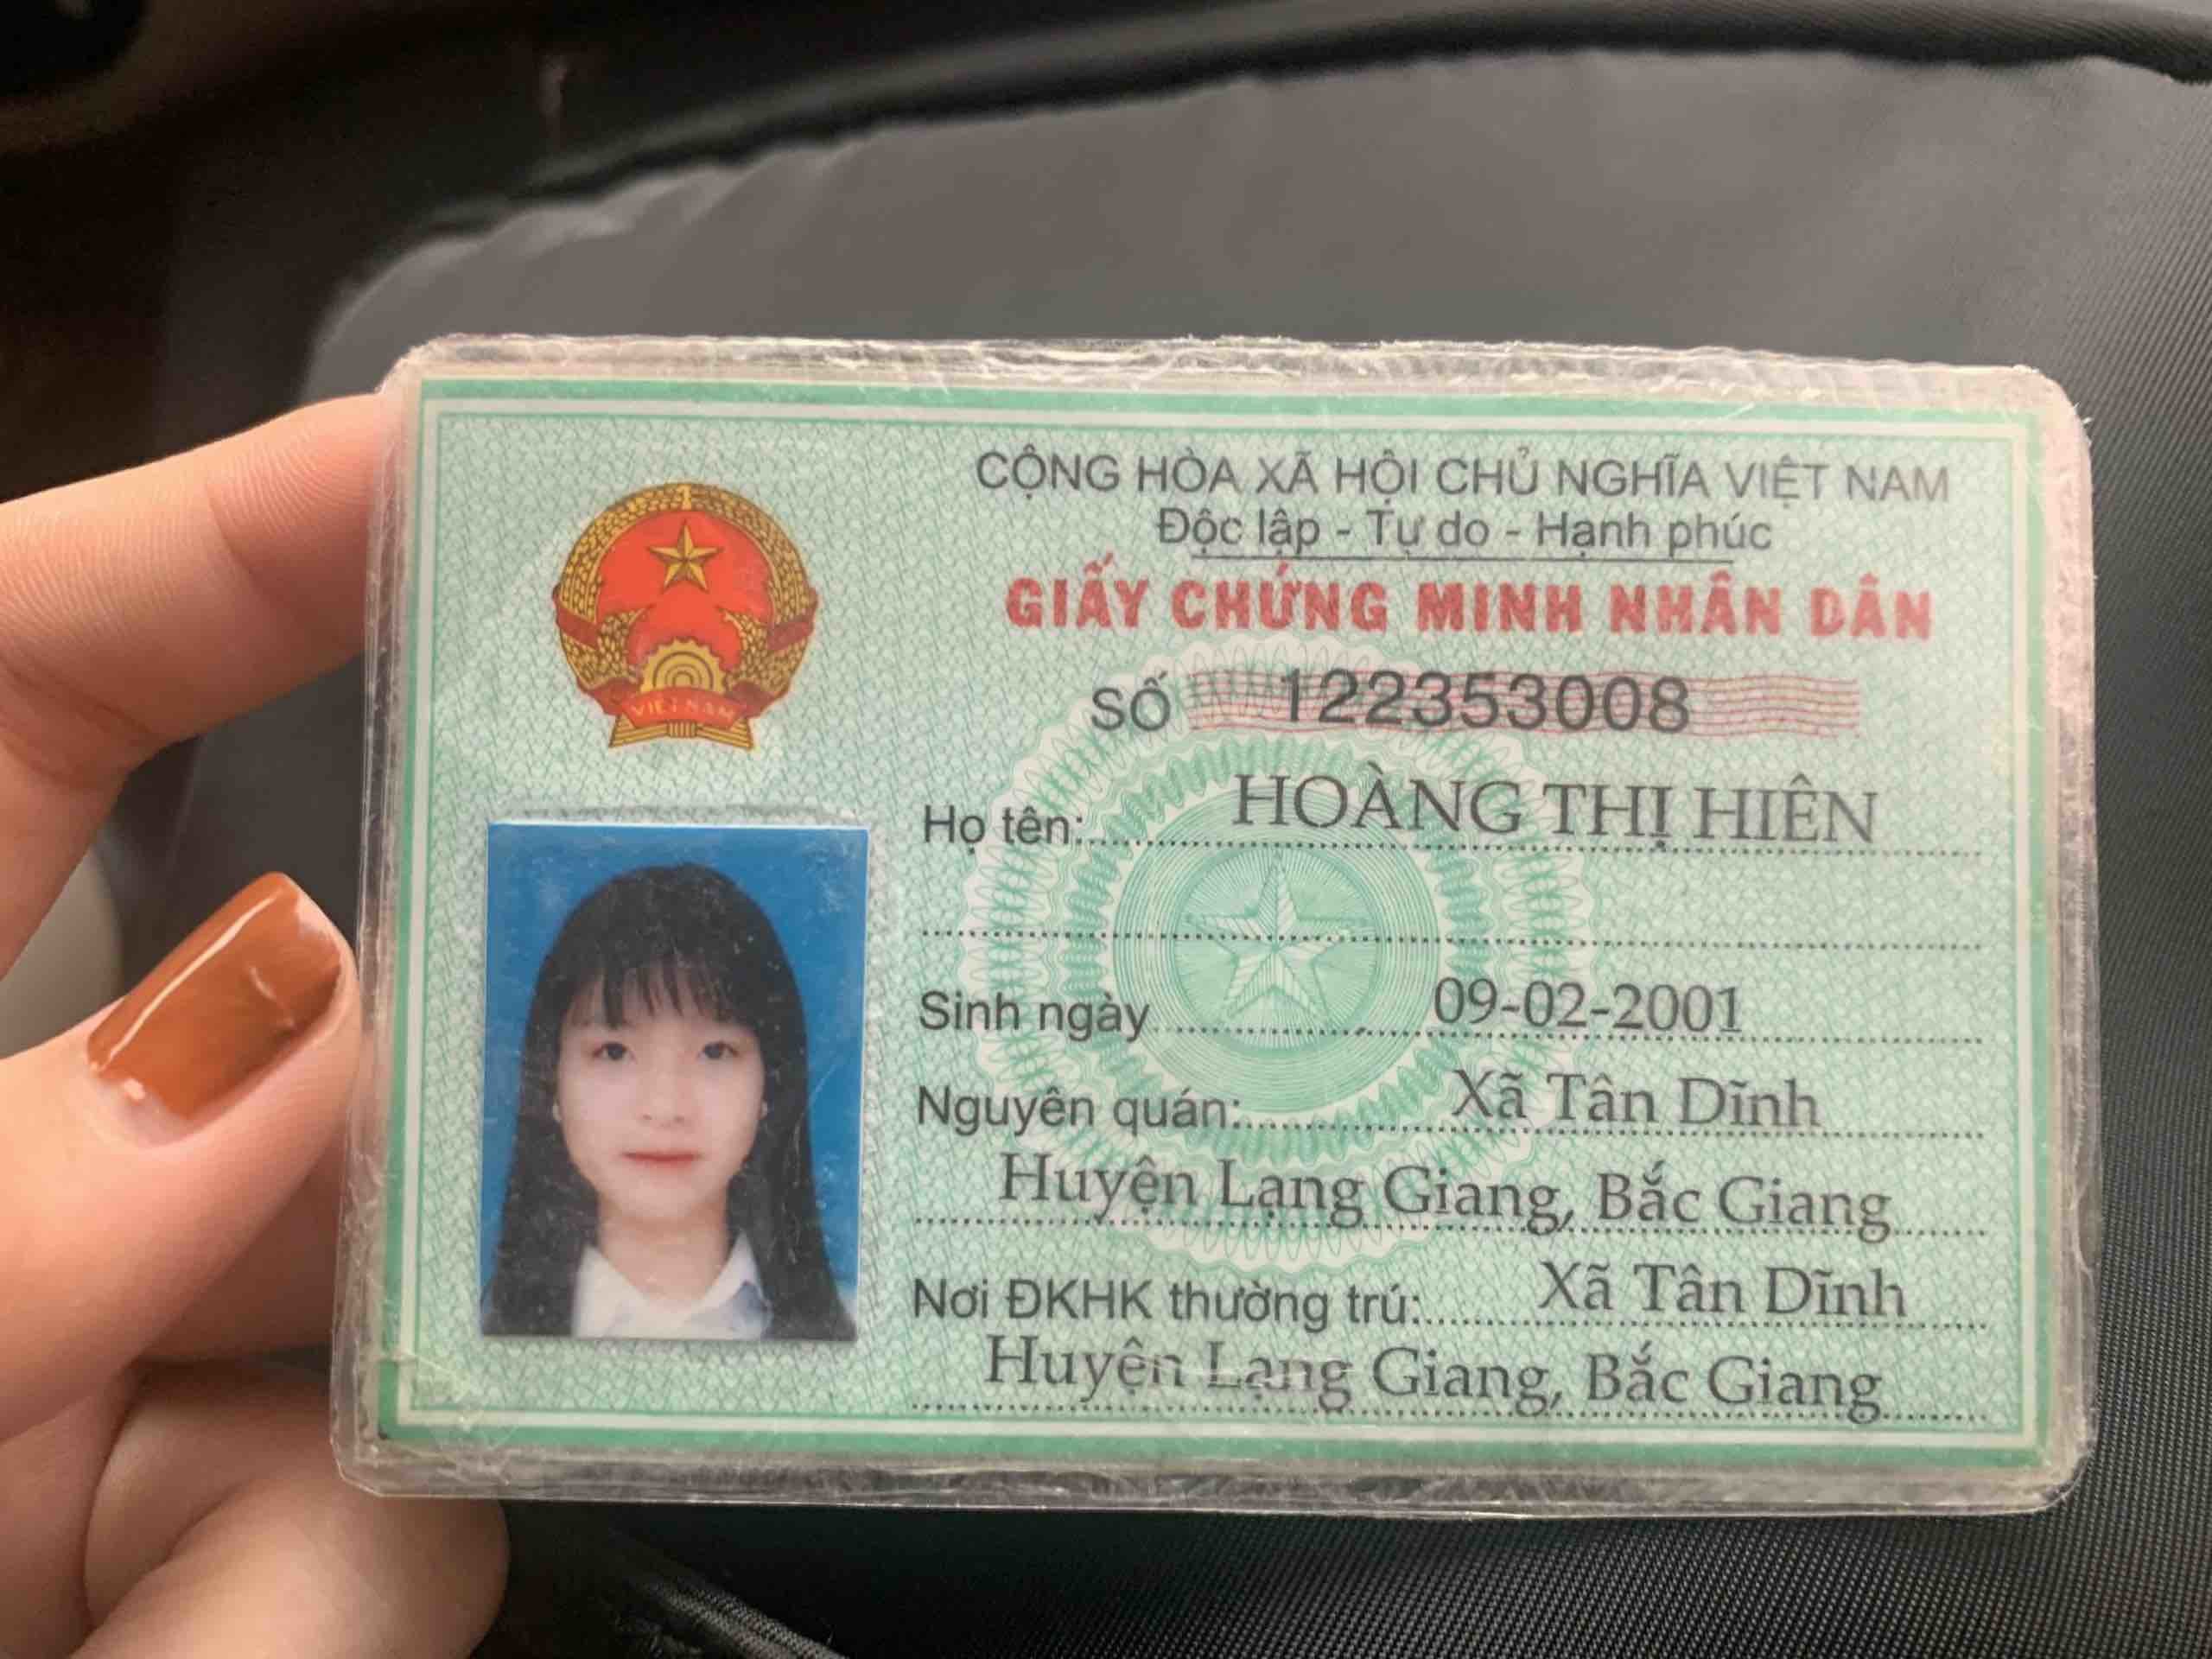 CỘNG HÒA XÃ HỘI CHỦ NGHĨA VIỆT NAM
Độc lập - Tự do - Hạnh phúc
GIẤY CHỨNG MINH NHÂN DÂN
SỐ 122353008
VIỆT NAM
Họ tên: HOÀNG THỊ HIÊN
Sinh ngày 09-02-2001
Nguyên quán: Xã Tân Dĩnh
Huyện Lạng Giang, Bắc Giang
Nơi ĐKHK thường trú: Xã Tân Dĩnh
Huyện Lạng Giang, Bắc Giang